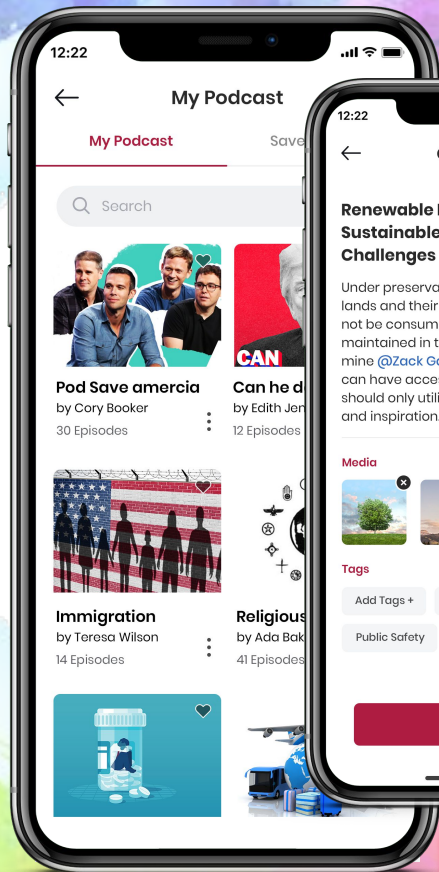 12:22
My Podcast
My Podcast
Save
Search
CAN
Pod Save amercia
Can he d
by Cory Booker
by Edith Jen
30 Episodes
12 Episodes
Immigration
Religious
by Teresa Wilson
by Ada Bak
14 Episodes
41 Episodes
12:22
Renewable
Sustainable
Challenges
Under preserva
lands and their
not be consum
maintained in t
mine @Zack Go
can have acces
should only utili
and inspiration.
Media
Tags
Add Tags +
Public Safety